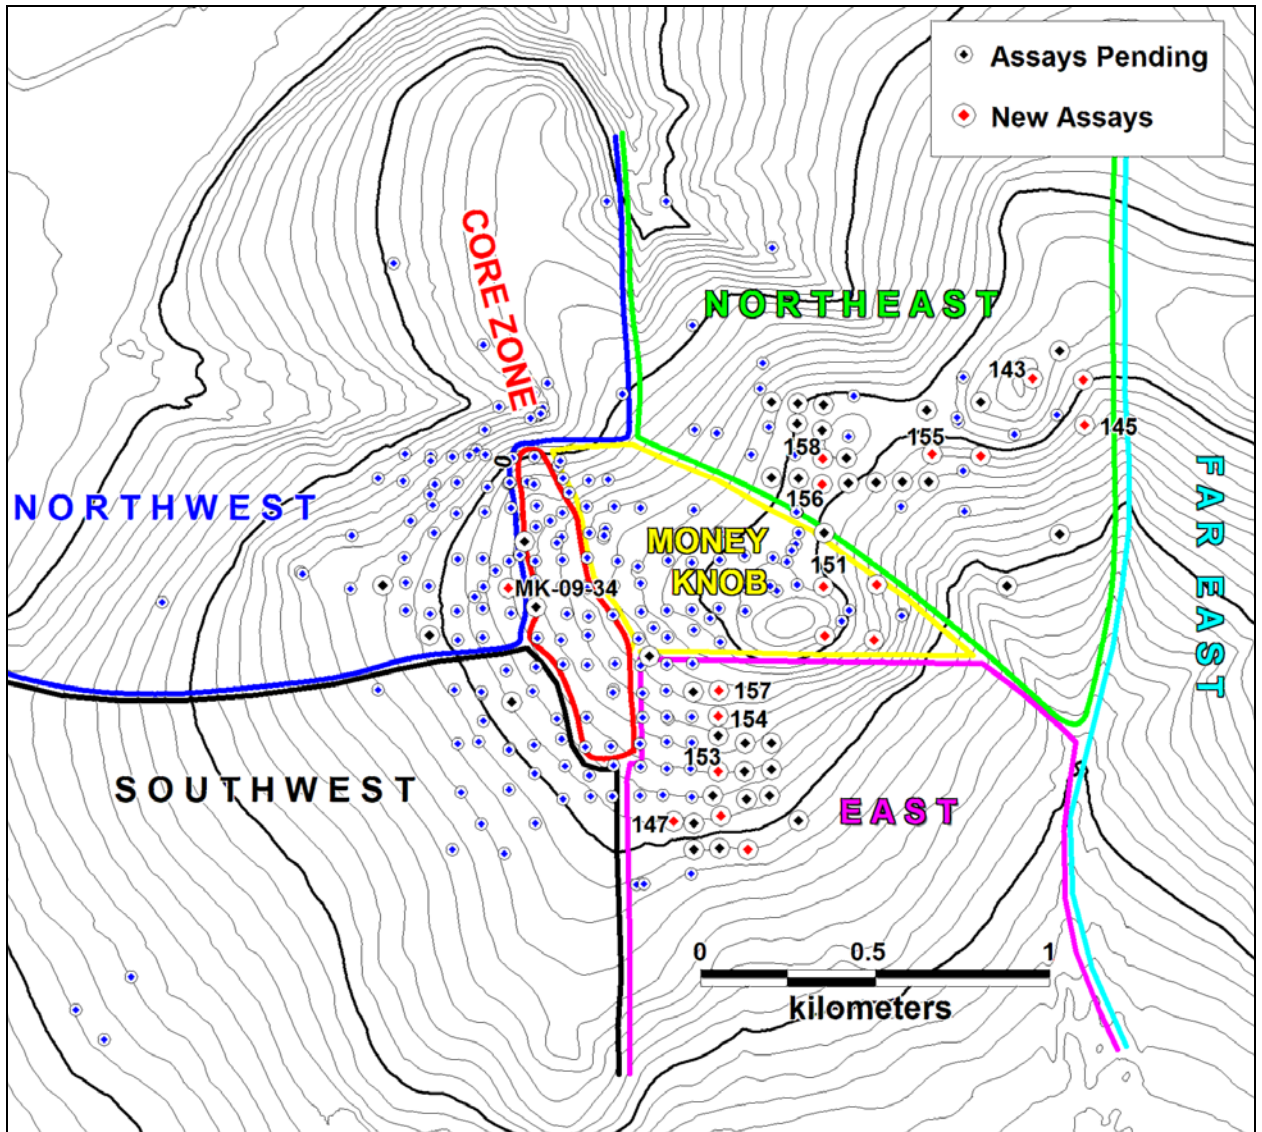 Assays Pending
New Assays
CORE ZONE
NORTHEAST
143
145
155
158
0
NORTHWEST
156
MONEY
KNOB
151
FAR EAST
MK-09-34
157
154
153
SOUTHWEST
EAST
147
0 0.5 1
kilometers